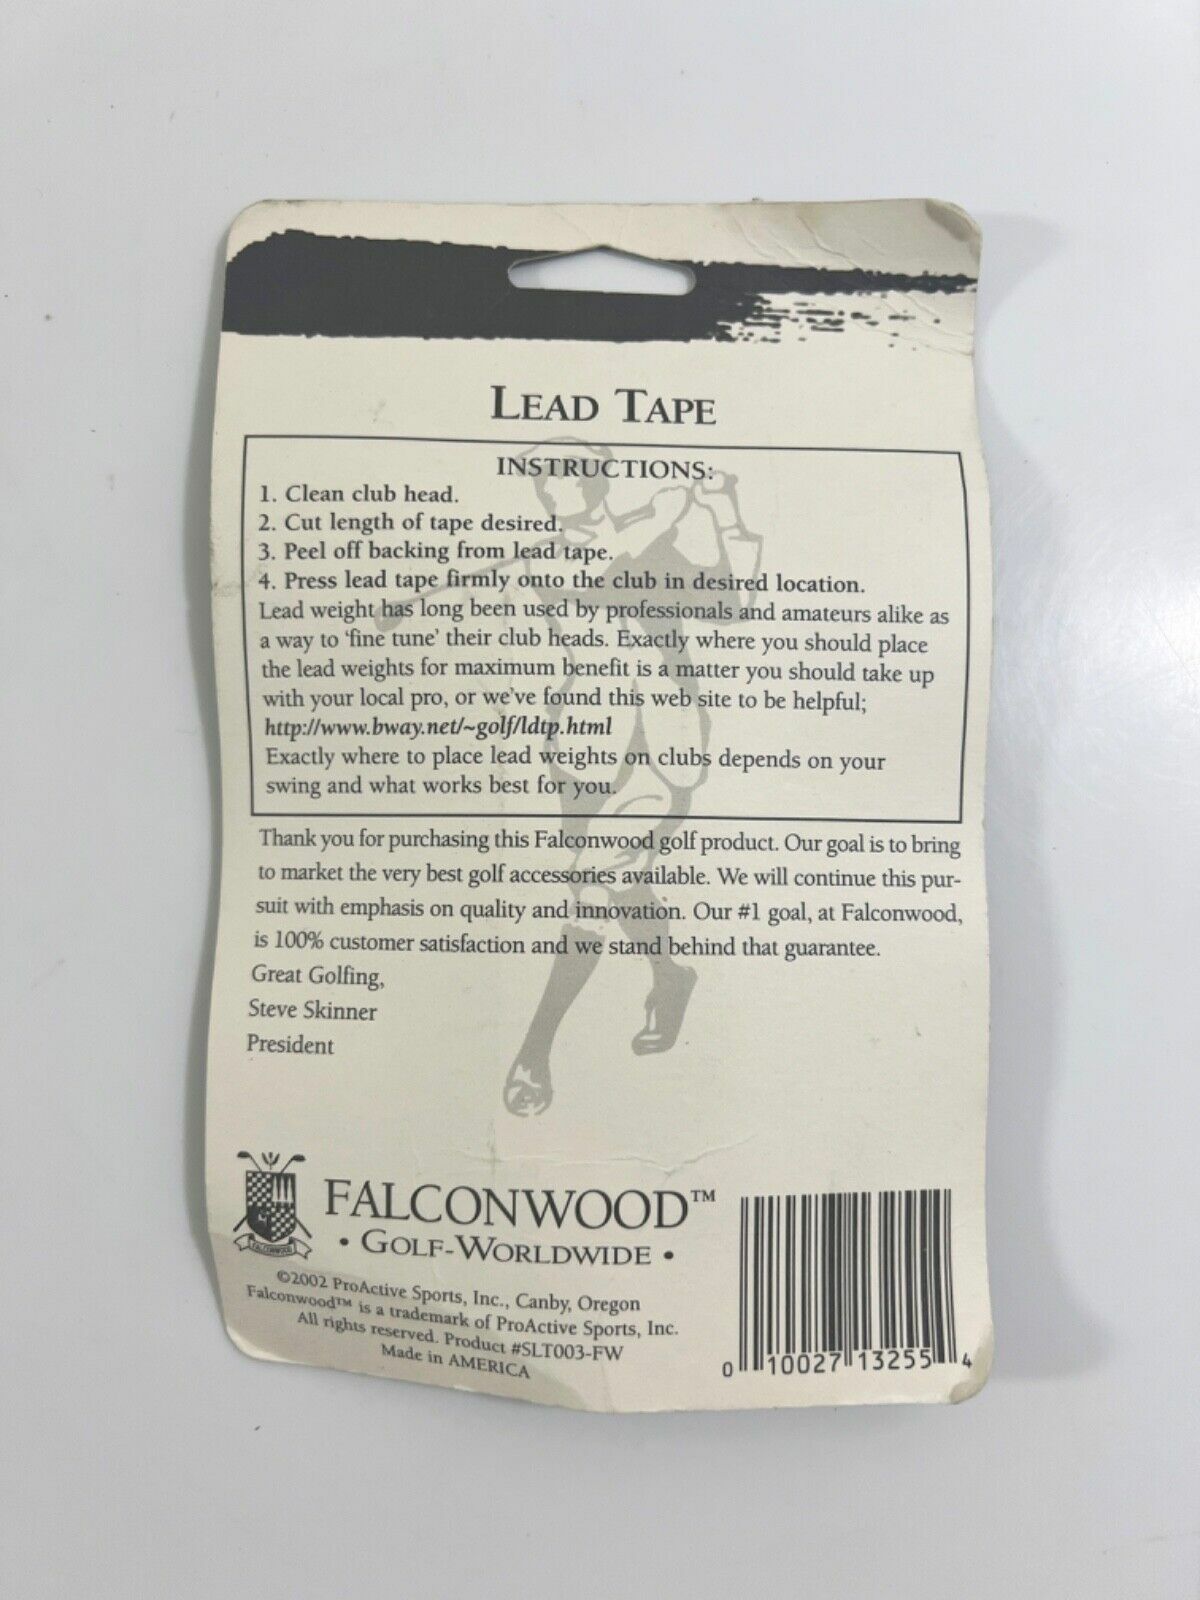 LEAD TAPE
INSTRUCTIONS:
1. Clean club head.
2. Cut length of tape desired.
3. Peel off backing from lead tape.
4. Press lead tape firmly onto the club in desired location.
Lead weight has long been used by professionals and amateurs alike as
a way to 'fine tune' their club heads. Exactly where you should place
the lead weights for maximum benefit is a matter you should take up
with your local pro, or we've found this web site to be helpful;
http://www.bway.net/~golf/ldtp.html
Exactly where to place lead weights on clubs depends on your
swing and what works best for you.
Thank you for purchasing this Falconwood golf product. Our goal is to bring
to market the very best golf accessories available. We will continue this pur-
suit with emphasis on quality and innovation. Our #1 goal, at Falconwood,
is 100% customer satisfaction and we stand behind that guarantee.
Great Golfing,
Steve Skinner
President
FALCONWOOD
FALCONWOOD™
• GOLF-WORLDWIDE •
©2002 ProActive Sports, Inc., Canby, Oregon
Falconwood™ is a trademark of ProActive Sports, Inc.
All rights reserved. Product #SLT003-FW
Made in AMERICA
0 10027 13255 4